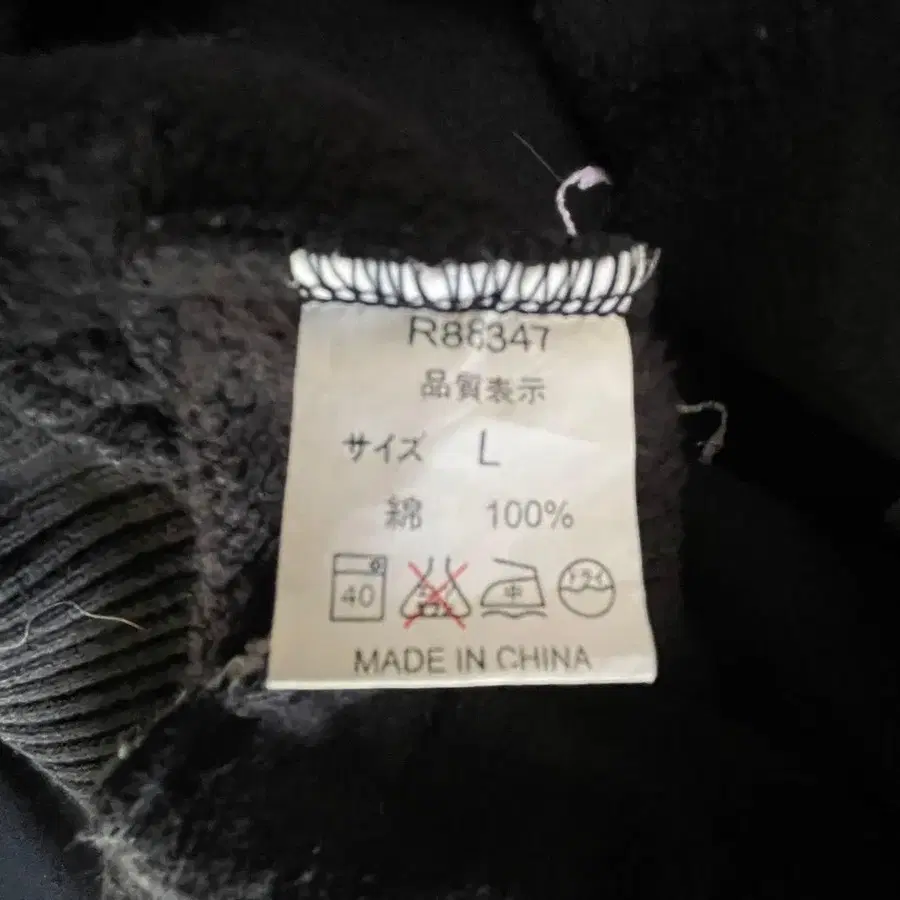 R88347
品質表示
サイズ L
綿 100%
40 中 ドライ
MADE IN CHINA